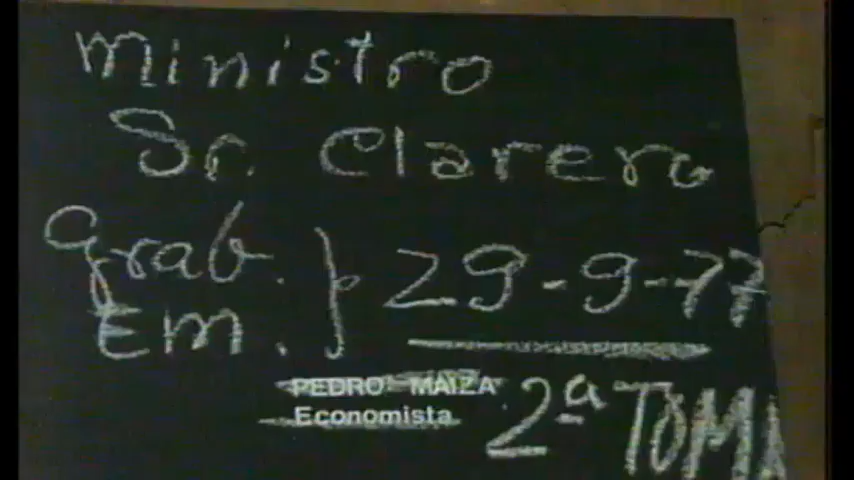 Ministro
Sr. Clarero
Grab.
Em. } 29-9-77
PEDRO MAIZA
Economista
2ª TOMA